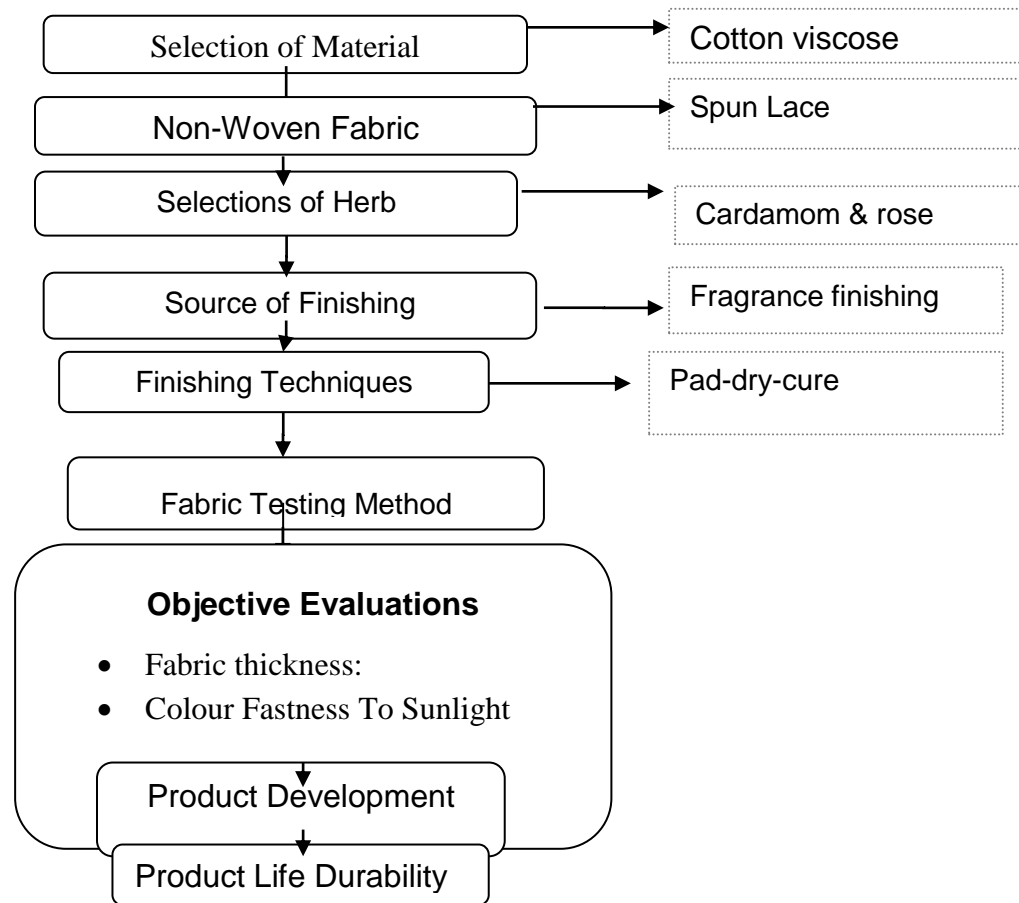 Selection of Material
Cotton viscose
Non-Woven Fabric
Spun Lace
Selections of Herb
Cardamom & rose
Source of Finishing
Fragrance finishing
Finishing Techniques
Pad-dry-cure
Fabric Testing Method
Objective Evaluations
• Fabric thickness:
• Colour Fastness To Sunlight
Product Development
Product Life Durability